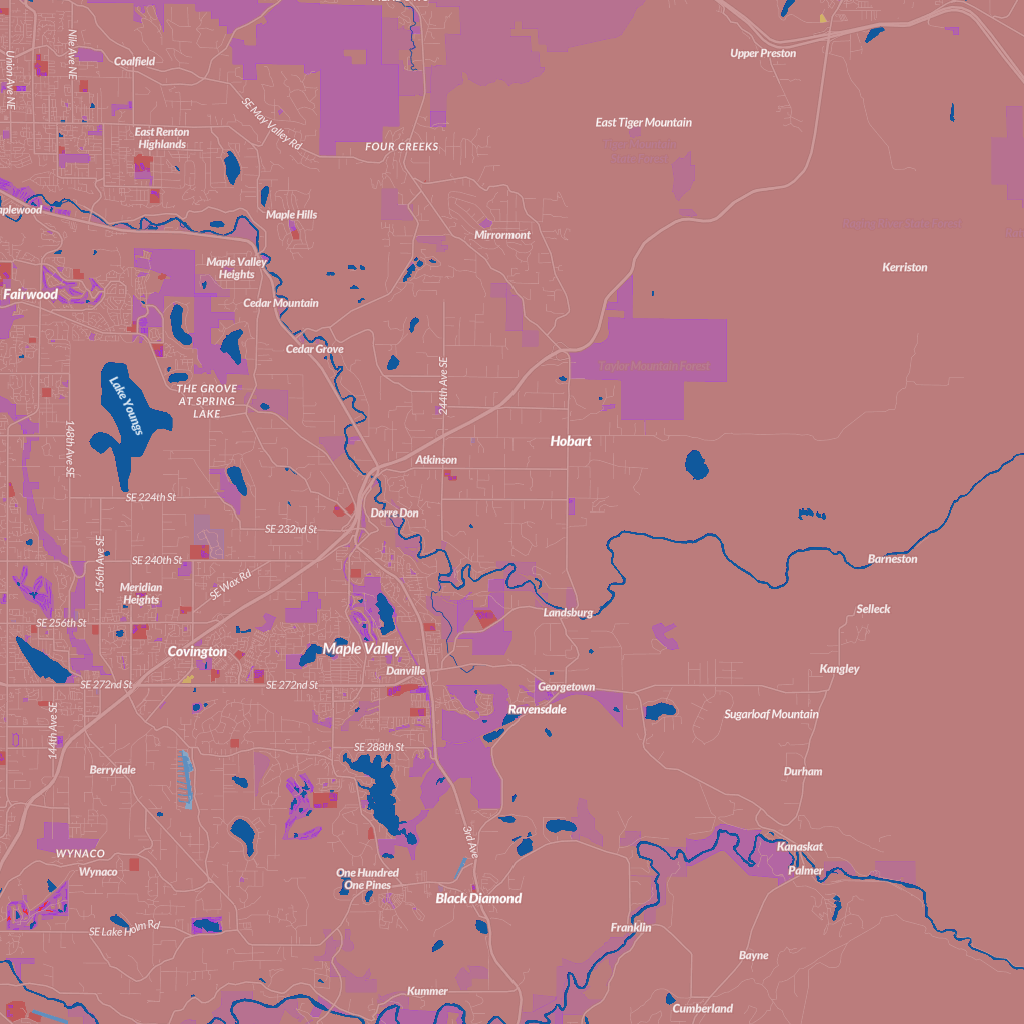 Upper Preston
Coalfield
Nile Ave NE
Union Ave NE
SE May Valley Rd
East Tiger Mountain
East Renton
Highlands
FOUR CREEKS
Maple Hills
Mirrormont
Maple Valley
Heights
Kerriston
Fairwood
Cedar Mountain
Cedar Grove
Taylor Mountain Forest
Lake Youngs
THE GROVE
AT SPRING
LAKE
244th Ave SE
148th Ave SE
Hobart
Atkinson
SE 224th St
Dorre Don
SE 232nd St
SE 240th St
156th Ave SE
SE Wax Rd
Meridian
Heights
Barneston
Landsburg
Selleck
SE 256th St
Covington
Maple Valley
Danville
Kangley
SE 272nd St
SE 272nd St
Georgetown
Ravensdale
Sugarloaf Mountain
144th Ave SE
SE 288th St
Berrydale
Durham
3rd Ave
Kanaskat
WYNACO
Wynaco
One Hundred
One Pines
Palmer
Black Diamond
SE Lake Holm Rd
Franklin
Bayne
Kummer
Cumberland